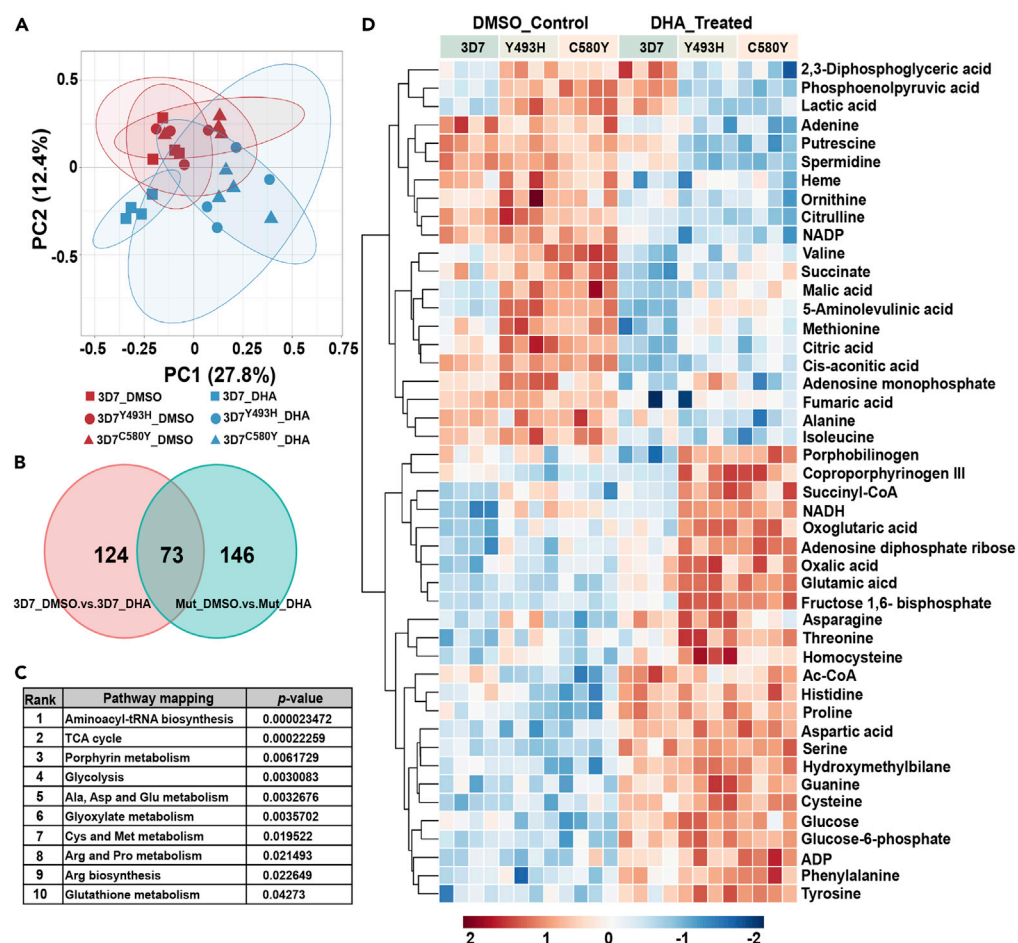 A
0.5
0
-0.5
PC2 (12.4%)
-0.5
-0.25
0
0.25
0.5
0.75
PC1 (27.8%)
3D7_DMSO
3D7_DHA
3D7Y493H_DMSO
3D7Y493H_DHA
3D7C580Y_DMSO
3D7C580Y_DHA
B
124
73
146
3D7_DMSO.vs.3D7_DHA
Mut_DMSO.vs.Mut_DHA
C
Rank Pathway mapping p-value
1 Aminoacyl-tRNA biosynthesis 0.000023472
2 TCA cycle 0.00022259
3 Porphyrin metabolism 0.0061729
4 Glycolysis 0.0030083
5 Ala, Asp and Glu metabolism 0.0032676
6 Glyoxylate metabolism 0.0035702
7 Cys and Met metabolism 0.019522
8 Arg and Pro metabolism 0.021493
9 Arg biosynthesis 0.022649
10 Glutathione metabolism 0.04273
D
DMSO_Control DHA_Treated
3D7 Y493H C580Y 3D7 Y493H C580Y
2,3-Diphosphoglyceric acid
Phosphoenolpyruvic acid
Lactic acid
Adenine
Putrescine
Spermidine
Heme
Ornithine
Citrulline
NADP
Valine
Succinate
Malic acid
5-Aminolevulinic acid
Methionine
Citric acid
Cis-aconitic acid
Adenosine monophosphate
Fumaric acid
Alanine
Isoleucine
Porphobilinogen
Coproporphyrinogen III
Succinyl-CoA
NADH
Oxoglutaric acid
Adenosine diphosphate ribose
Oxalic acid
Glutamic aicd
Fructose 1,6- bisphosphate
Asparagine
Threonine
Homocysteine
Ac-CoA
Histidine
Proline
Aspartic acid
Serine
Hydroxymethylbilane
Guanine
Cysteine
Glucose
Glucose-6-phosphate
ADP
Phenylalanine
Tyrosine
2 1 0 -1 -2